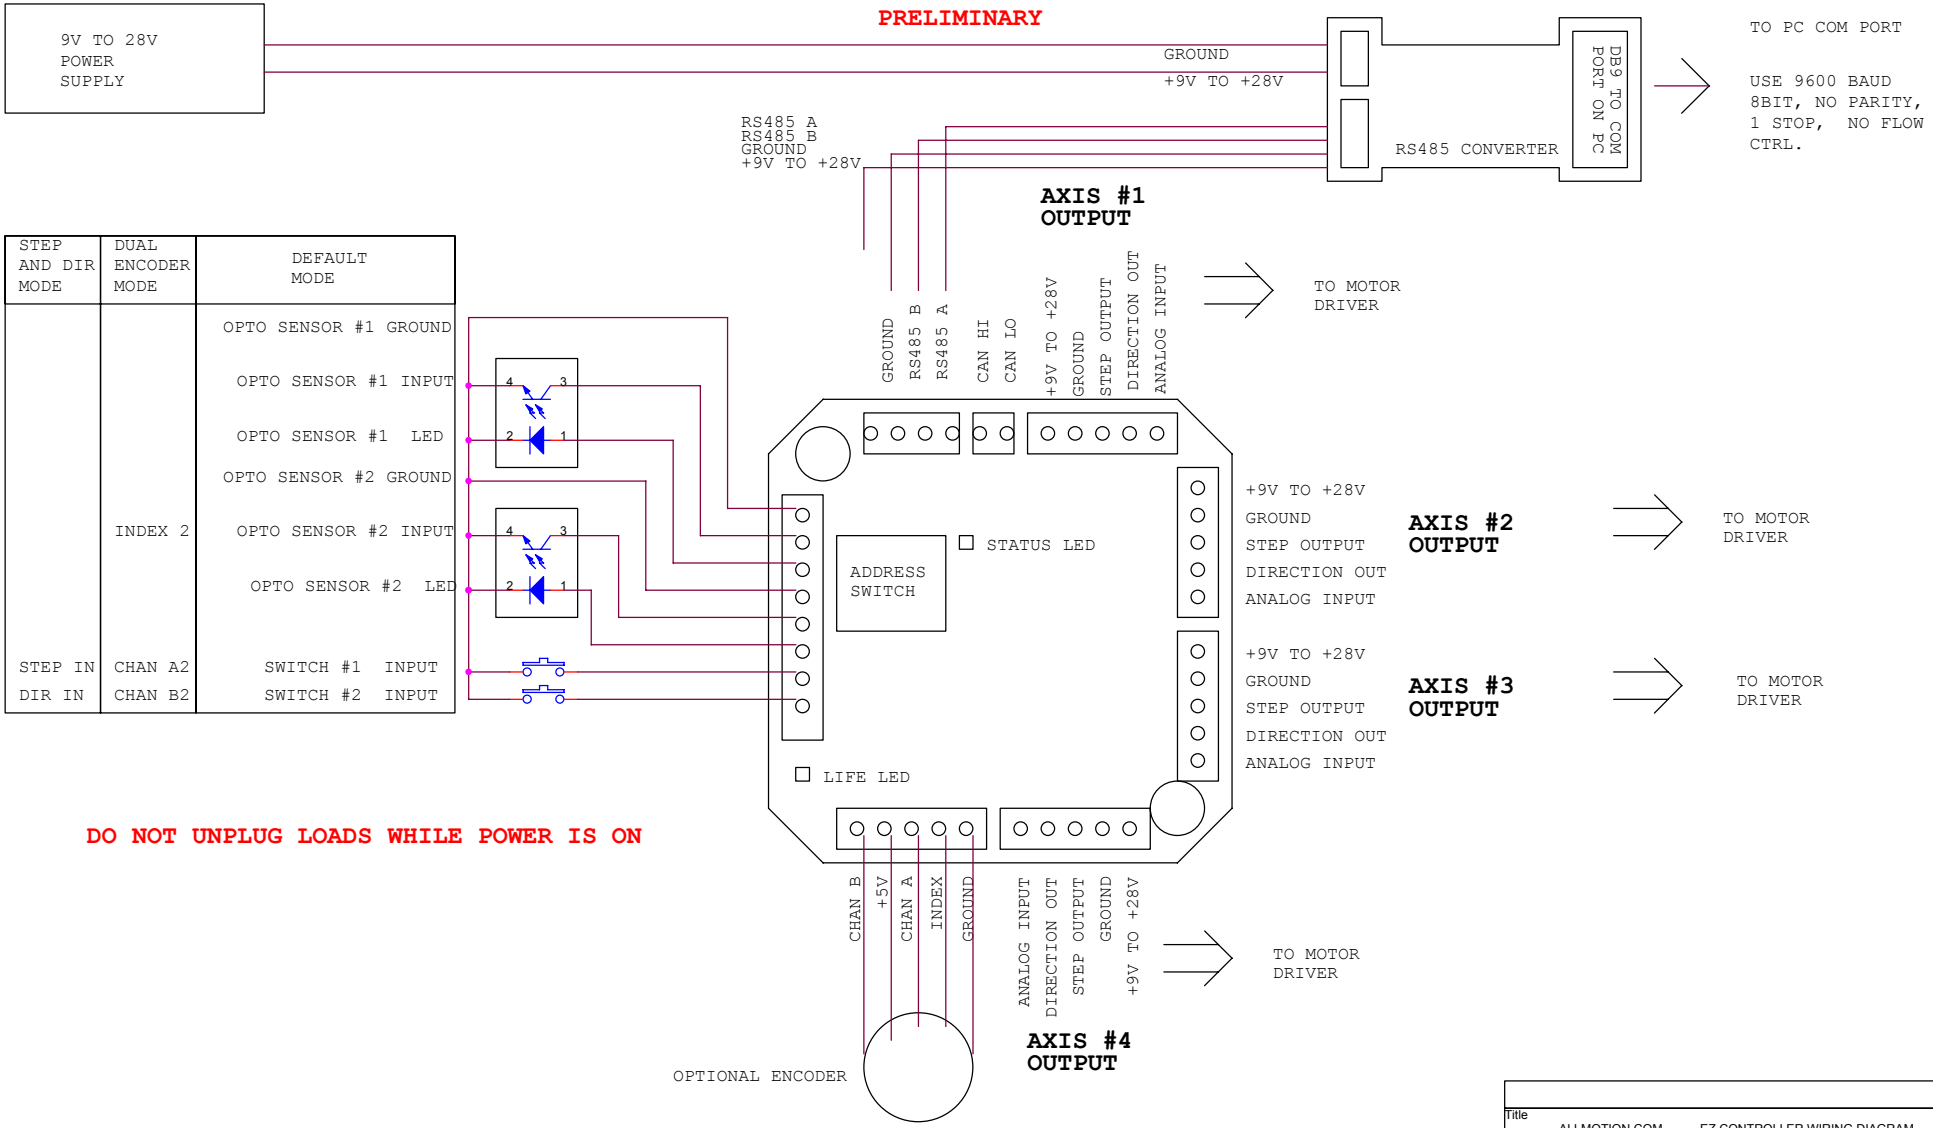 PRELIMINARY
9V TO 28V
POWER
SUPPLY
GROUND
+9V TO +28V
RS485 A
RS485 B
GROUND
+9V TO +28V
RS485 CONVERTER
DB9 TO COM
PORT ON PC
TO PC COM PORT
USE 9600 BAUD
8BIT, NO PARITY,
1 STOP, NO FLOW
CTRL.
AXIS #1
OUTPUT
STEP
AND DIR
MODE
DUAL
ENCODER
MODE
DEFAULT
MODE
OPTO SENSOR #1 GROUND
OPTO SENSOR #1 INPUT
OPTO SENSOR #1 LED
OPTO SENSOR #2 GROUND
INDEX 2
OPTO SENSOR #2 INPUT
OPTO SENSOR #2 LED
STEP IN
CHAN A2
SWITCH #1 INPUT
DIR IN
CHAN B2
SWITCH #2 INPUT
4
3
2
1
4
3
2
1
GROUND
RS485 B
RS485 A
CAN HI
CAN LO
+9V TO +28V
GROUND
STEP OUTPUT
DIRECTION OUT
ANALOG INPUT
TO MOTOR
DRIVER
ADDRESS
SWITCH
STATUS LED
LIFE LED
+9V TO +28V
GROUND
STEP OUTPUT
DIRECTION OUT
ANALOG INPUT
AXIS #2
OUTPUT
TO MOTOR
DRIVER
+9V TO +28V
GROUND
STEP OUTPUT
DIRECTION OUT
ANALOG INPUT
AXIS #3
OUTPUT
TO MOTOR
DRIVER
DO NOT UNPLUG LOADS WHILE POWER IS ON
CHAN B
+5V
CHAN A
INDEX
GROUND
ANALOG INPUT
DIRECTION OUT
STEP OUTPUT
GROUND
+9V TO +28V
TO MOTOR
DRIVER
AXIS #4
OUTPUT
OPTIONAL ENCODER
Title
ALLMOTION.COM EZ CONTROLLER WIRING DIAGRAM